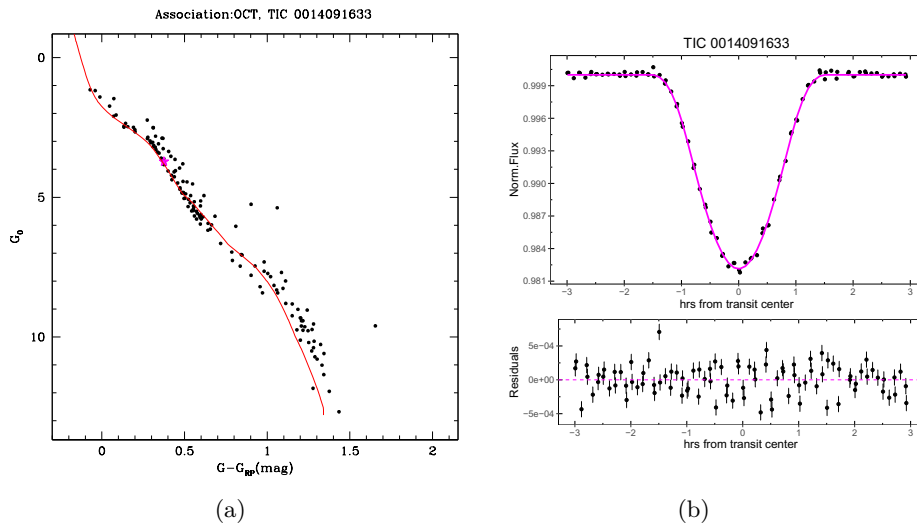 Association:OCT, TIC 0014091633
0
5
10
G₀
0
0.5
1
1.5
2
G−G_RP(mag)
(a)
TIC 0014091633
0.999
0.996
0.993
0.990
0.987
0.984
0.981
Norm.Flux
-3
-2
-1
0
1
2
3
hrs from transit center
5e-04
0e+00
-5e-04
Residuals
-3
-2
-1
0
1
2
3
hrs from transit center
(b)